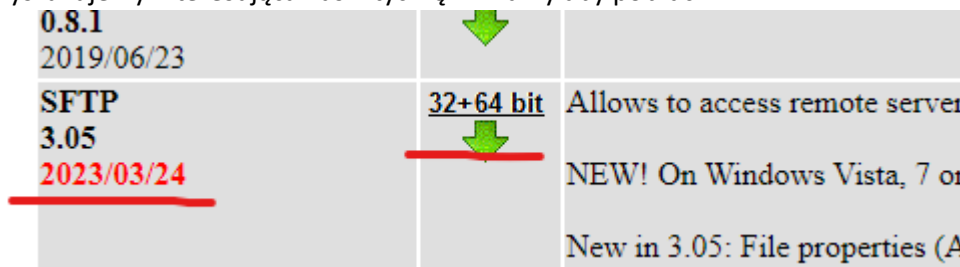 0.8.1
2019/06/23
SFTP
3.05
2023/03/24
32+64 bit
Allows to access remote server
NEW! On Windows Vista, 7 or
New in 3.05: File properties (A